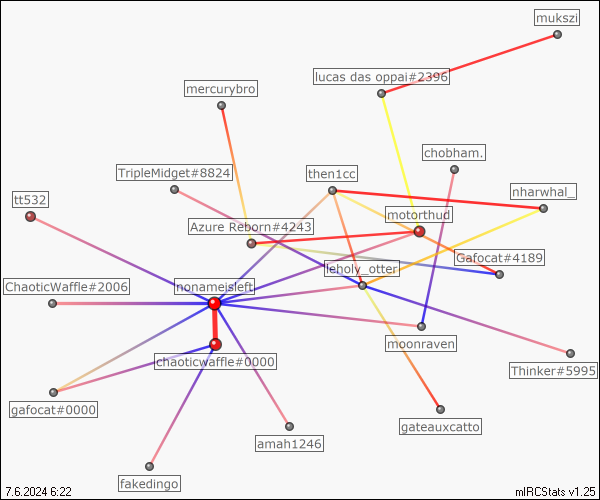 mukszi
lucas das oppai#2396
mercurybro
chobham.
TripleMidget#8824
then1cc
nharwhal_
tt532
motorthud
Azure Reborn#4243
Gafocat#4189
leholy_otter
ChaoticWaffle#2006
nonameisleft
moonraven
chaoticwaffle#0000
Thinker#5995
gafocat#0000
gateauxcatto
amah1246
fakedingo
7.6.2024 6:22
mIRCStats v1.25